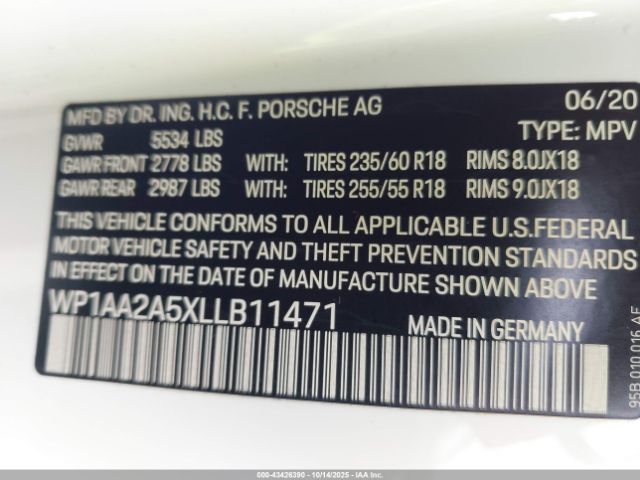 MFD BY DR. ING. H.C. F. PORSCHE AG 06/20
GVWR 5534 LBS TYPE: MPV
GAWR FRONT 2778 LBS WITH: TIRES 235/60 R18 RIMS 8.0JX18
GAWR REAR 2987 LBS WITH: TIRES 255/55 R18 RIMS 9.0JX18
THIS VEHICLE CONFORMS TO ALL APPLICABLE U.S.FEDERAL
MOTOR VEHICLE SAFETY AND THEFT PREVENTION STANDARDS
IN EFFECT ON THE DATE OF MANUFACTURE SHOWN ABOVE
WP1AA2A5XLLB11471 MADE IN GERMANY
95B 010 016 AF
000-43426390 - 10/14/2025 - IAA Inc.